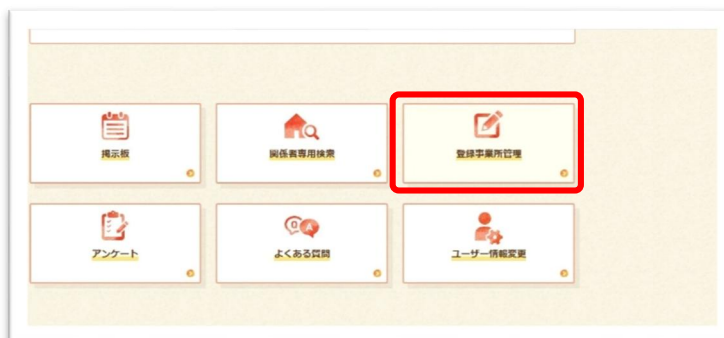 掲示板
関係者専用検索
登録事業所管理
アンケート
よくある質問
ユーザー情報変更